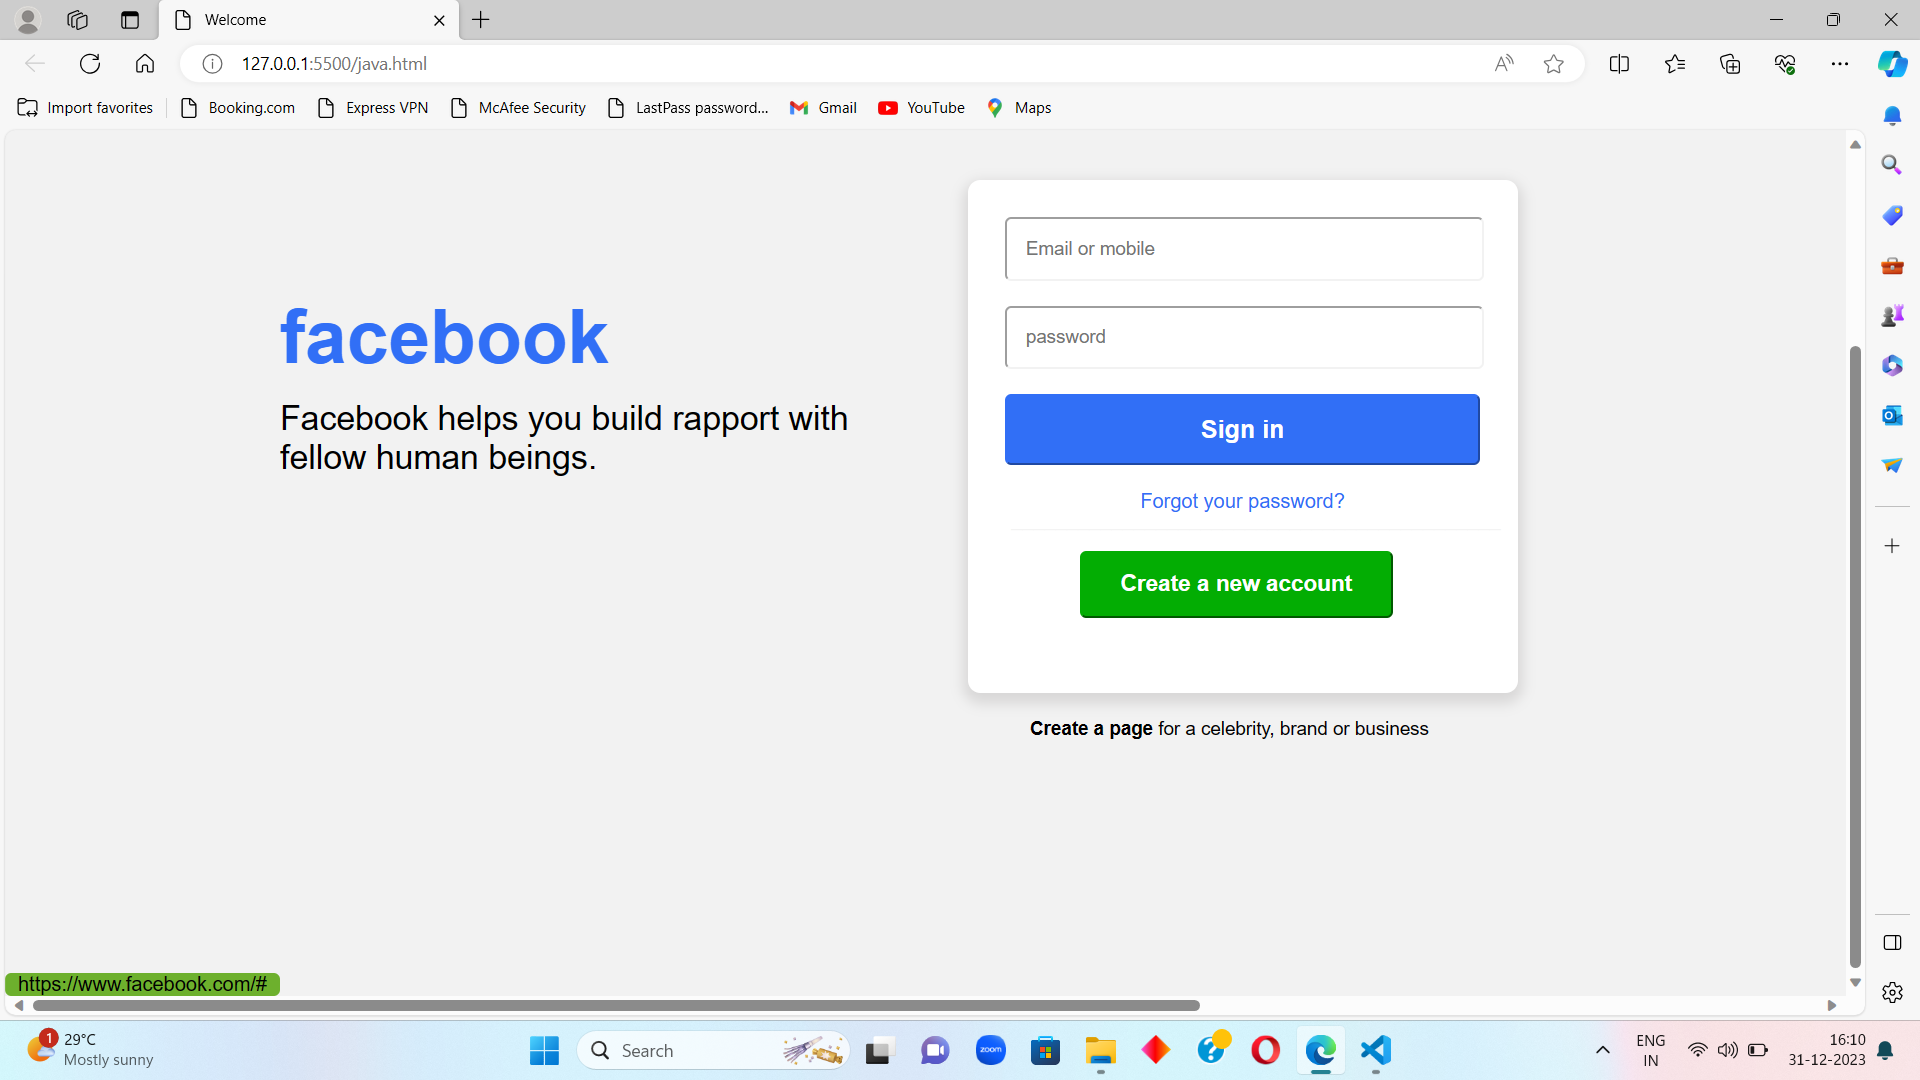 Welcome
127.0.0.1:5500/java.html
Import favorites
Booking.com
Express VPN
McAfee Security
LastPass password...
Gmail
YouTube
Maps
facebook
Facebook helps you build rapport with
fellow human beings.
Email or mobile
password
Sign in
Forgot your password?
Create a new account
Create a page for a celebrity, brand or business
https://www.facebook.com/#
1
29°C
Mostly sunny
Search
zoom
ENG
IN
16:10
31-12-2023